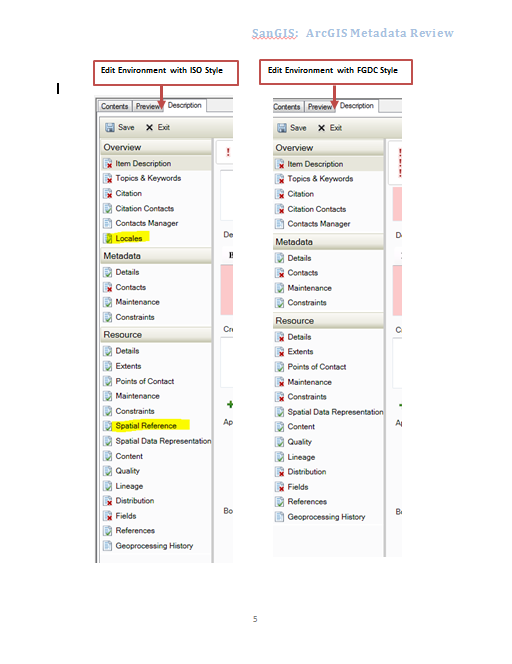 SanGIS: ArcGIS Metadata Review
Edit Environment with ISO Style
Contents Preview Description
Save Exit
Overview
Item Description
Topics & Keywords
Citation
Citation Contacts
Contacts Manager
Locales
Metadata
Details
Contacts
Maintenance
Constraints
Resource
Details
Extents
Points of Contact
Maintenance
Constraints
Spatial Reference
Spatial Data Representation
Content
Quality
Lineage
Distribution
Fields
References
Geoprocessing History
De
Cr
Ap
Bo
Edit Environment with FGDC Style
Contents Preview Description
Save Exit
Overview
Item Description
Topics & Keywords
Citation
Citation Contacts
Contacts Manager
Metadata
Details
Contacts
Maintenance
Constraints
Resource
Details
Extents
Points of Contact
Maintenance
Constraints
Spatial Data Representation
Content
Quality
Lineage
Distribution
Fields
References
Geoprocessing History
5